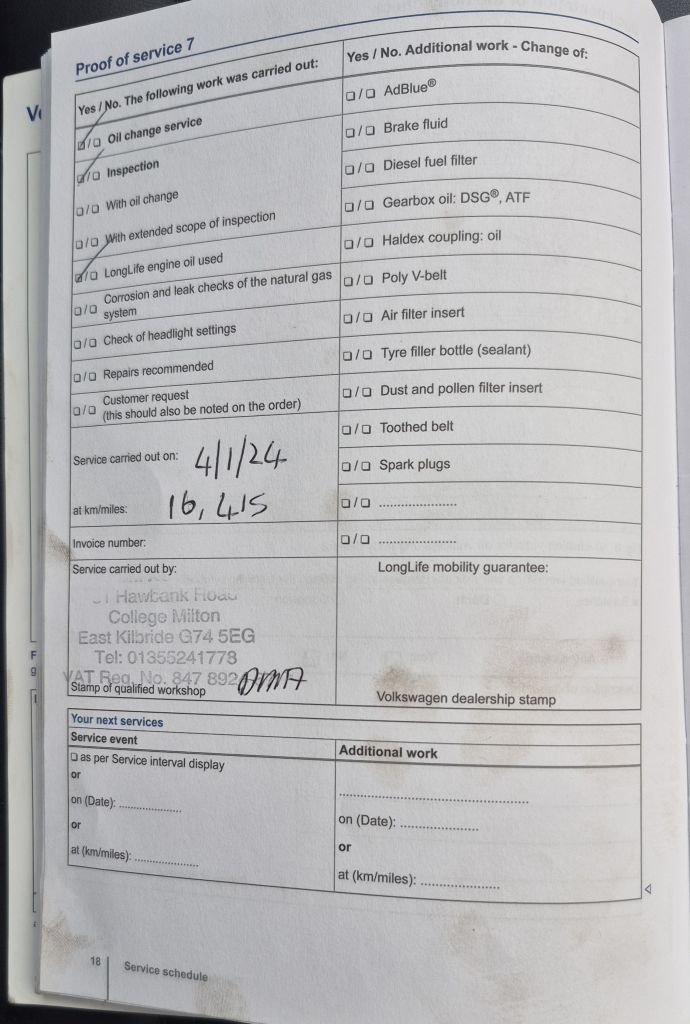 Proof of service 7
Yes / No. The following work was carried out:
☑/☐ Oil change service
☑/☐ Inspection
☐/☐ With oil change
☐/☐ With extended scope of inspection
☑/☐ LongLife engine oil used
☐/☐ Corrosion and leak checks of the natural gas
system
☐/☐ Check of headlight settings
☐/☐ Repairs recommended
☐/☐ Customer request
(this should also be noted on the order)
Service carried out on: 4/1/24
at km/miles: 16,415
Invoice number:
Service carried out by:
Hawbank Road
College Milton
East Kilbride G74 5EG
Tel: 01355241778
VAT Reg. No. 847 892
Stamp of qualified workshop
Yes / No. Additional work - Change of:
☐/☐ AdBlue®
☐/☐ Brake fluid
☐/☐ Diesel fuel filter
☐/☐ Gearbox oil: DSG®, ATF
☐/☐ Haldex coupling: oil
☐/☐ Poly V-belt
☐/☐ Air filter insert
☐/☐ Tyre filler bottle (sealant)
☐/☐ Dust and pollen filter insert
☐/☐ Toothed belt
☐/☐ Spark plugs
☐/☐ ....................
☐/☐ ....................
LongLife mobility guarantee:
Volkswagen dealership stamp
Your next services
Service event
☐ as per Service interval display
or
on (Date): ................
or
at (km/miles): ................
Additional work
................................................
on (Date): ....................
or
at (km/miles): ....................
18
Service schedule